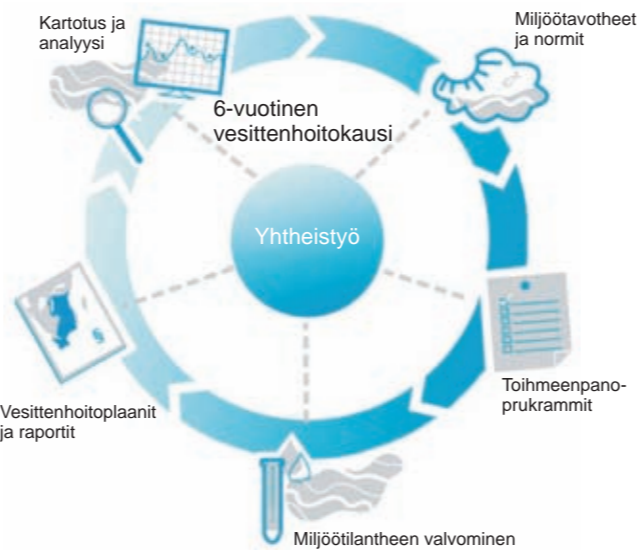 Kartotus ja
analyysi
Miljöötavotheet
ja normit
6-vuotinen
vesittenhoitokausi
Yhtheistyö
Toihmeenpano-
prukrammit
Vesittenhoitoplaanit
ja raportit
§
Miljöötilantheen valvominen